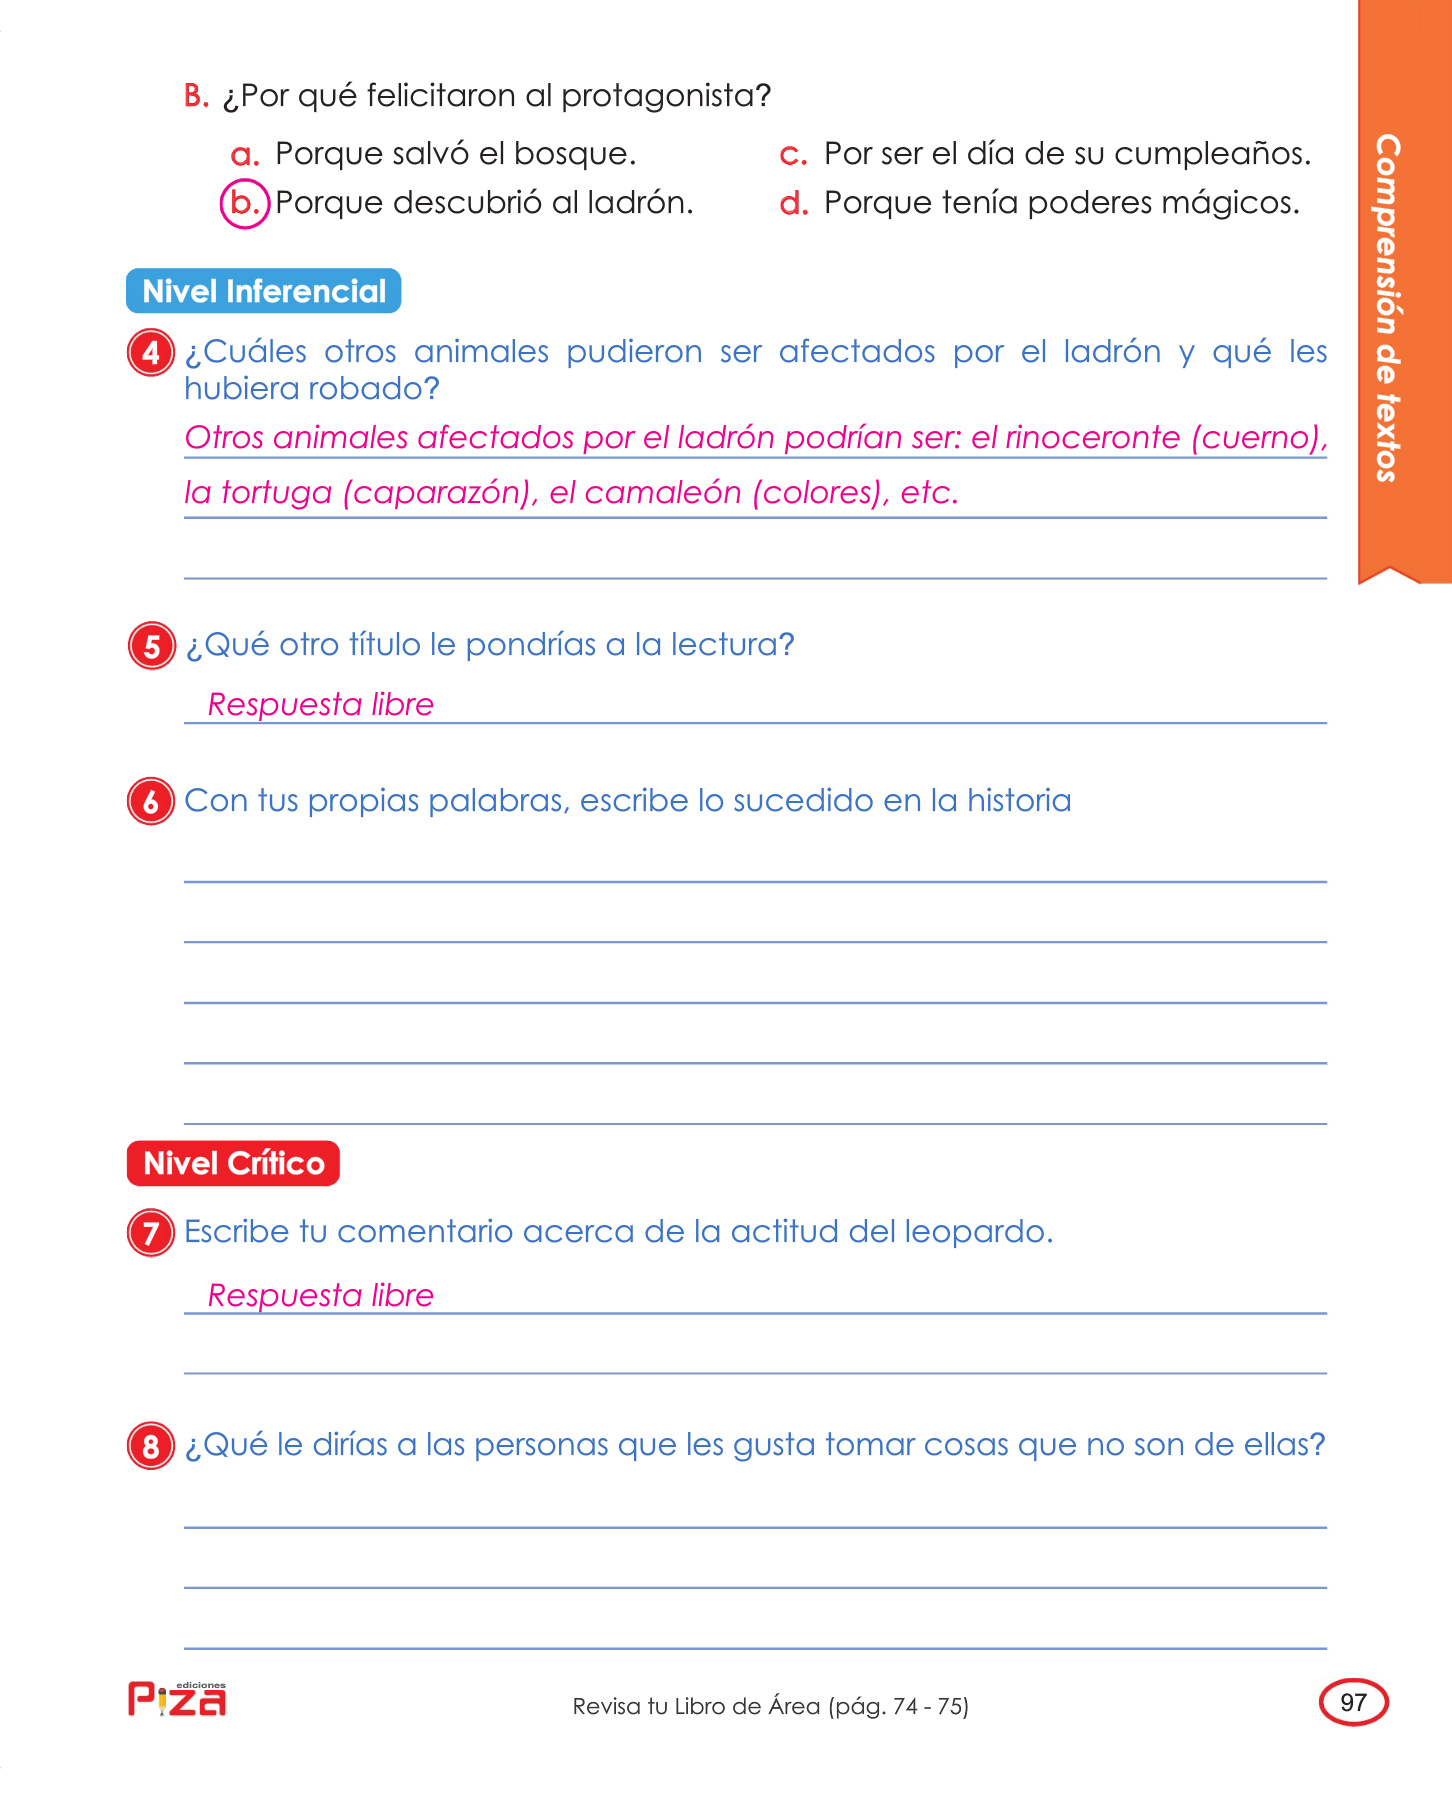 B. ¿Por qué felicitaron al protagonista?
a. Porque salvó el bosque.
c. Por ser el día de su cumpleaños.
b. Porque descubrió al ladrón.
d. Porque tenía poderes mágicos.
Comprensión de textos
Nivel Inferencial
4 ¿Cuáles otros animales pudieron ser afectados por el ladrón y qué les
hubiera robado?
Otros animales afectados por el ladrón podrían ser: el rinoceronte (cuerno),
la tortuga (caparazón), el camaleón (colores), etc.
5 ¿Qué otro título le pondrías a la lectura?
Respuesta libre
6 Con tus propias palabras, escribe lo sucedido en la historia
Nivel Crítico
7 Escribe tu comentario acerca de la actitud del leopardo.
Respuesta libre
8 ¿Qué le dirías a las personas que les gusta tomar cosas que no son de ellas?
ediciones
Piza
Revisa tu Libro de Área (pág. 74 - 75)
97